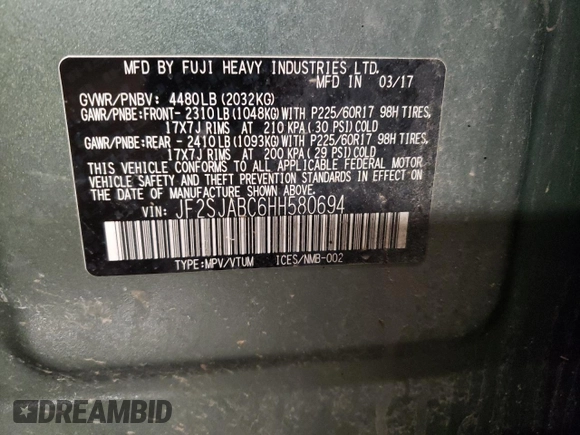 MFD BY FUJI HEAVY INDUSTRIES LTD.
MFD IN 03/17
GVWR/PNBV: 4480LB (2032KG)
GAWR/PNBE:FRONT- 2310LB (1048KG)WITH P225/60R17 98H TIRES,
17X7J RIMS AT 210 KPA( 30 PSI)COLD
GAWR/PNBE:REAR - 2410LB (1093KG)WITH P225/60R17 98H TIRES,
17X7J RIMS AT 200 KPA( 29 PSI)COLD
THIS VEHICLE CONFORMS TO ALL APPLICABLE FEDERAL MOTOR
VEHICLE SAFETY AND THEFT PREVENTION STANDARDS IN EFFECT ON
THE DATE OF MANUFACTURE SHOWN ABOVE.
VIN: JF2SJABC6HH580694
TYPE:MPV/VTUM ICES/NMB-002
DREAMBID